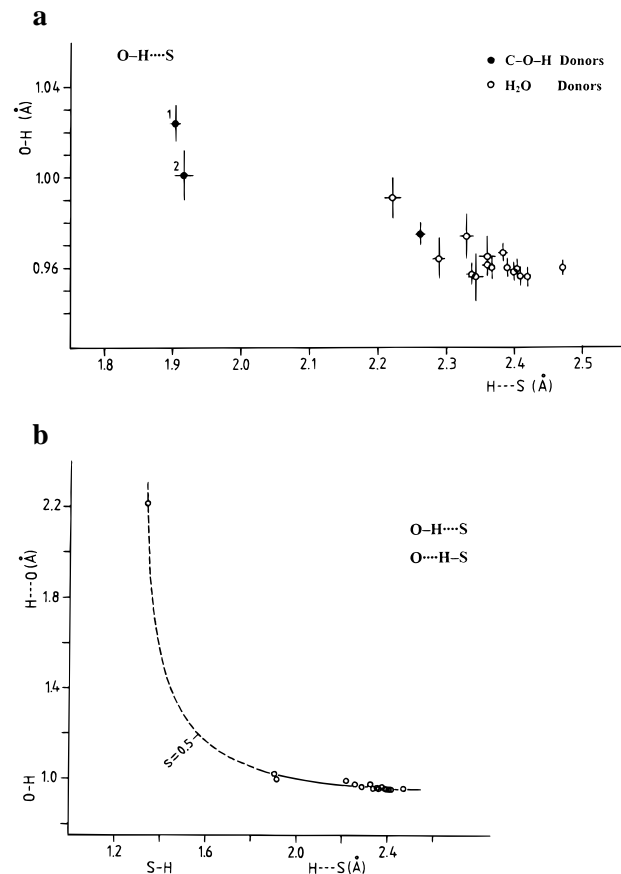 a
O–H····S
● C–O–H Donors
○ H₂O Donors
O-H (Å)
1.04
1.00
0.96
1
2
1.8
1.9
2.0
2.1
2.2
2.3
2.4
2.5
H---S (Å)
b
O–H····S
O····H–S
H---O(Å)
O-H
2.2
1.8
1.4
1.0
S=0.5
1.2
1.6
2.0
2.4
S-H
H---S(Å)